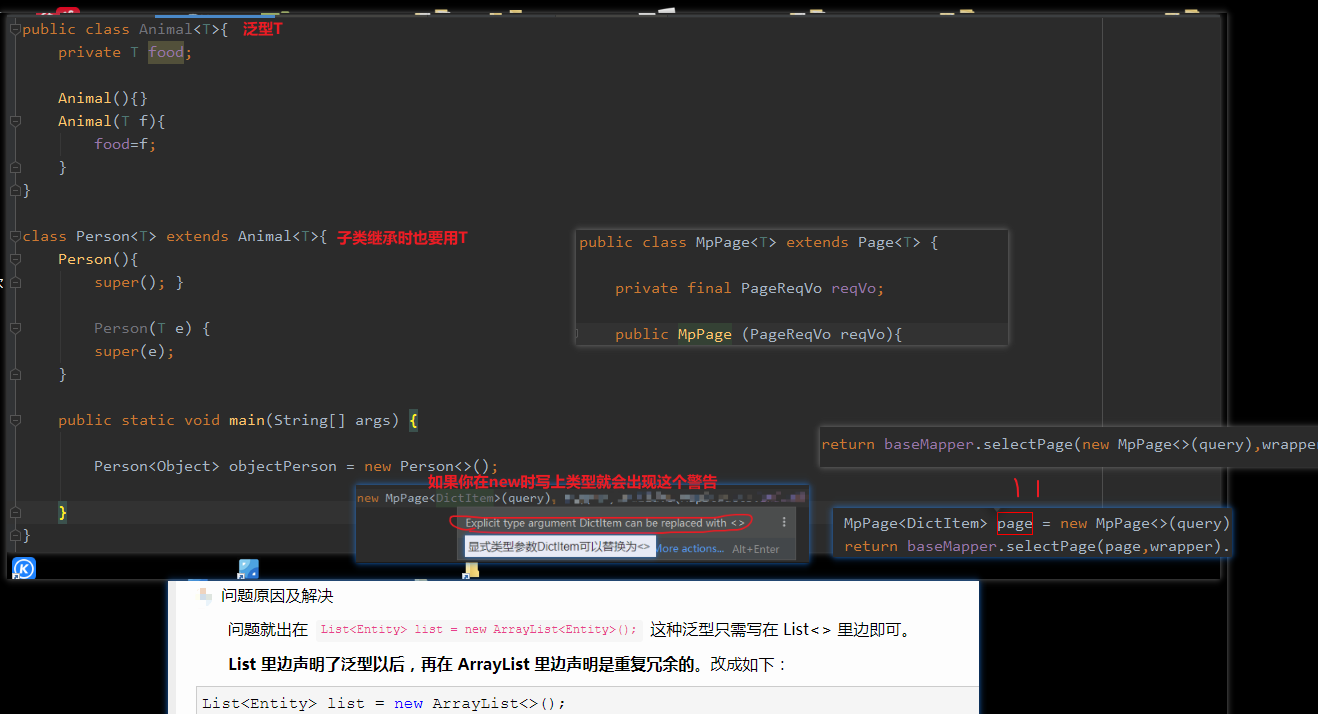 public class Animal<T>{ 泛型T
private T food;
Animal(){}
Animal(T f){
food=f;
}
}
class Person<T> extends Animal<T>{ 子类继承时也要用T
Person(){
super(); }
Person(T e) {
super(e);
}
public static void main(String[] args) {
Person<Object> objectPerson = new Person<>();
}
}
public class MpPage<T> extends Page<T> {
private final PageReqVo reqVo;
public MpPage (PageReqVo reqVo){
return baseMapper.selectPage(new MpPage<>(query),wrapper
如果你在new时写上类型就会出现这个警告
new MpPage<DictItem>(query),
Explicit type argument DictItem can be replaced with <>
显式类型参数DictItem可以替换为<>
More actions... Alt+Enter
MpPage<DictItem> page = new MpPage<>(query)
return baseMapper.selectPage(page,wrapper).
问题原因及解决
问题就出在 List<Entity> list = new ArrayList<Entity>(); 这种泛型只需写在 List<> 里边即可。
List 里边声明了泛型以后，再在 ArrayList 里边声明是重复冗余的。改成如下：
List<Entity> list = new ArrayList<>();